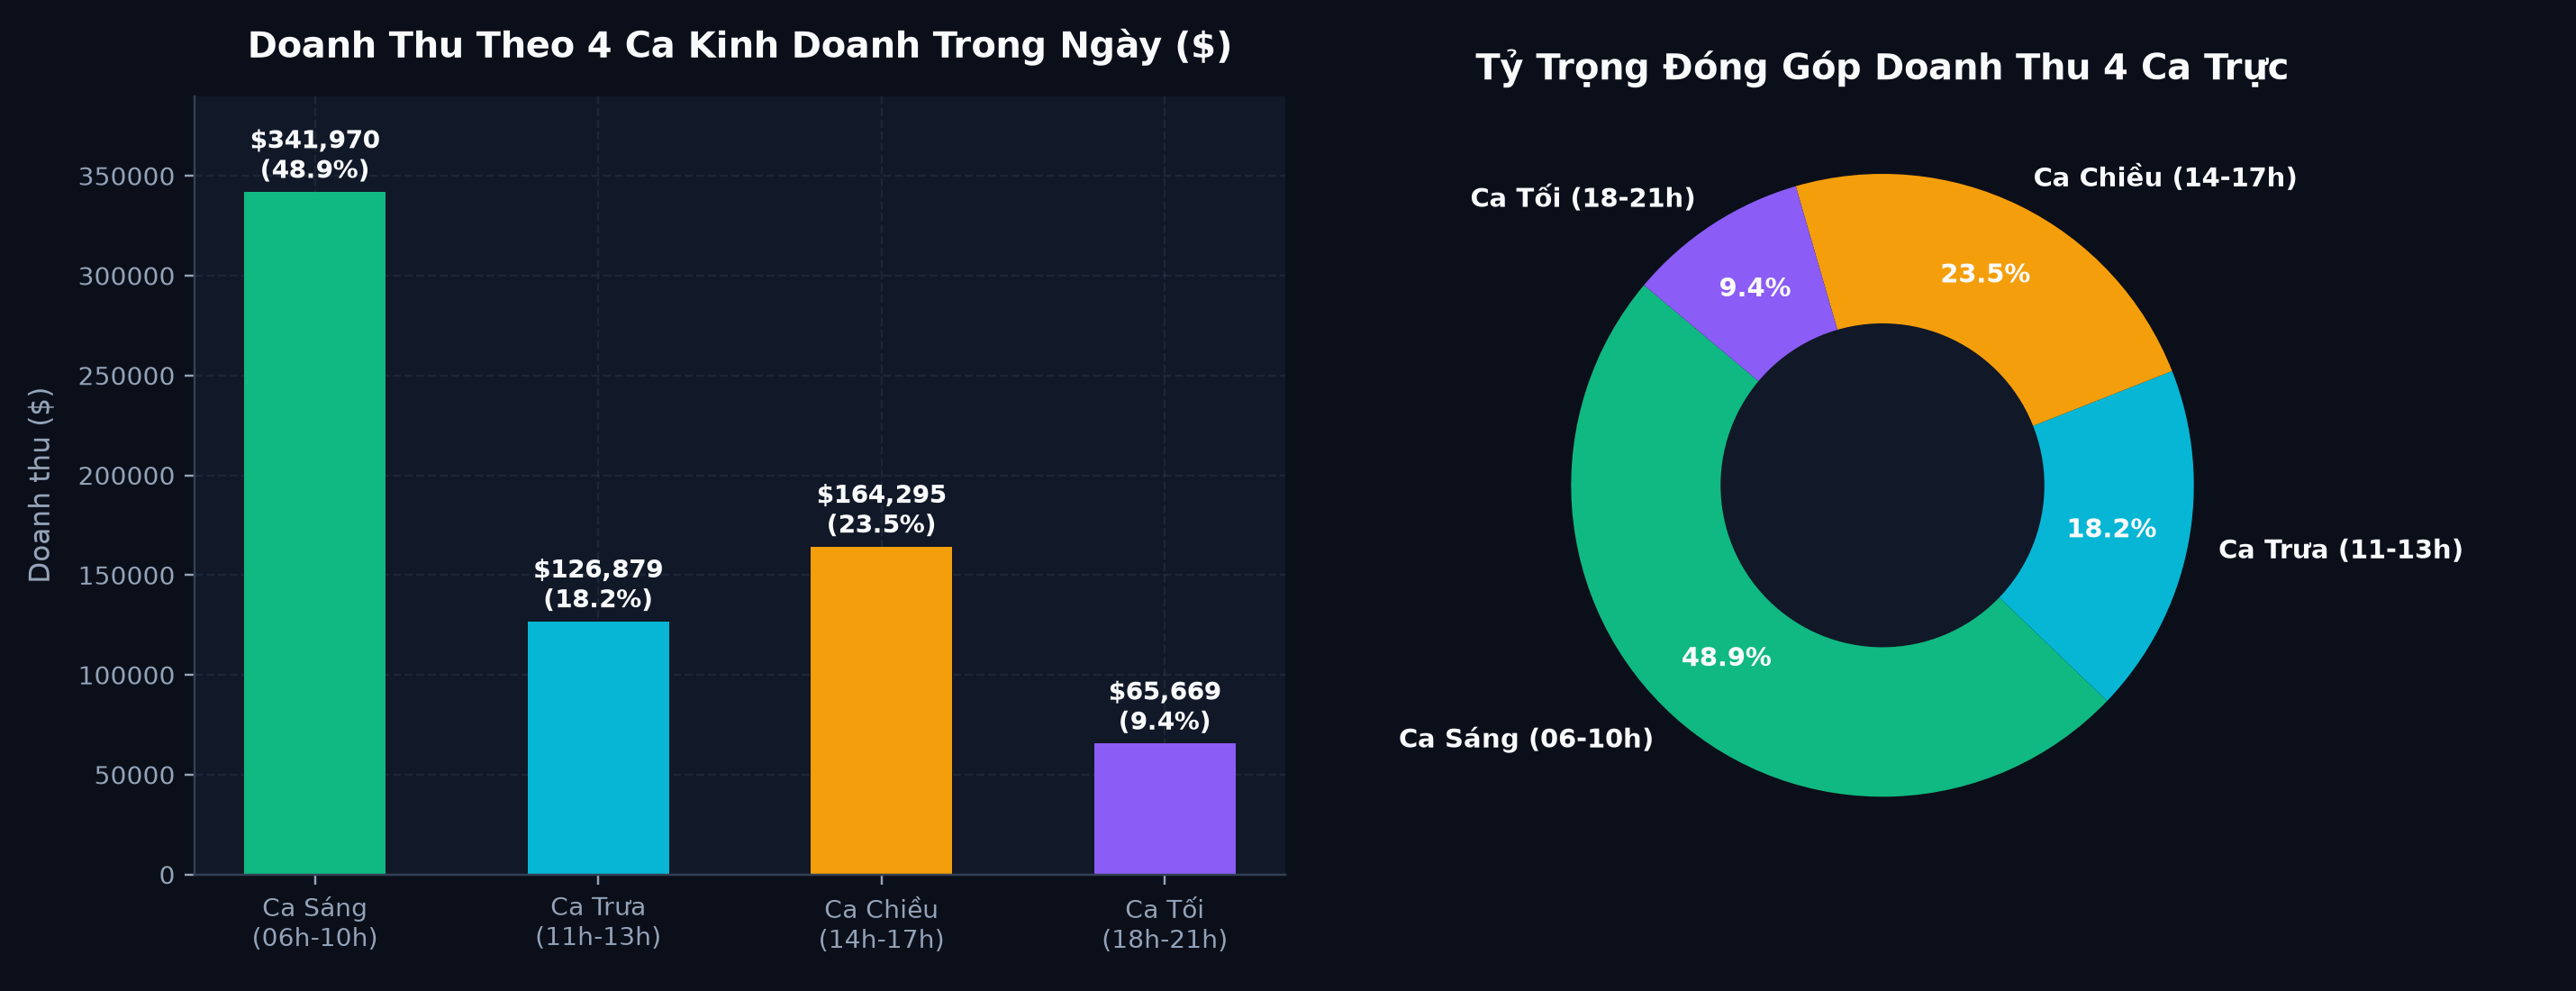 Doanh Thu Theo 4 Ca Kinh Doanh Trong Ngày ($)
Doanh thu ($)
350000
300000
250000
200000
150000
100000
50000
0
$341,970
(48.9%)
$126,879
(18.2%)
$164,295
(23.5%)
$65,669
(9.4%)
Ca Sáng
(06h-10h)
Ca Trưa
(11h-13h)
Ca Chiều
(14h-17h)
Ca Tối
(18h-21h)
Tỷ Trọng Đóng Góp Doanh Thu 4 Ca Trực
Ca Tối (18-21h)
Ca Chiều (14-17h)
9.4%
23.5%
18.2%
Ca Trưa (11-13h)
48.9%
Ca Sáng (06-10h)